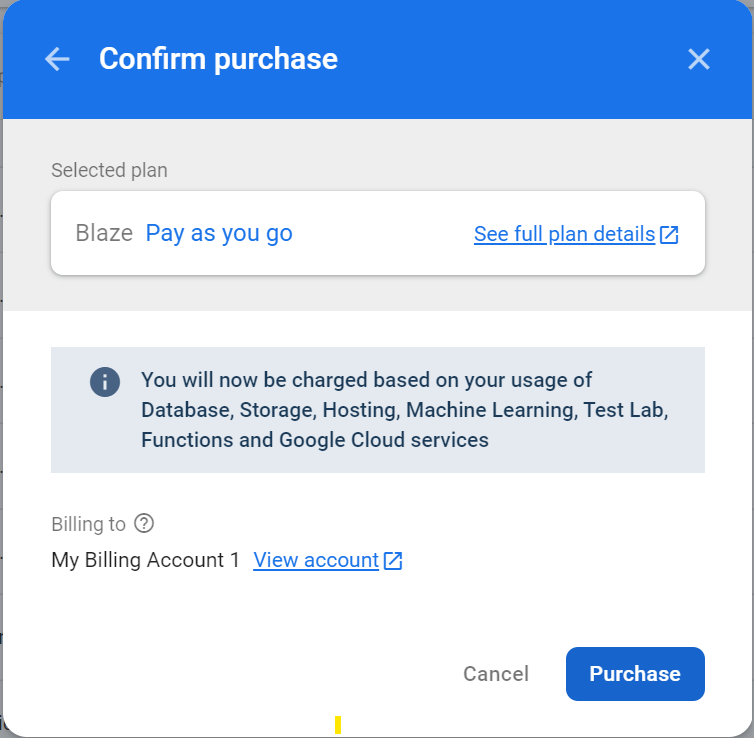 Confirm purchase
Selected plan
Blaze Pay as you go See full plan details
You will now be charged based on your usage of
Database, Storage, Hosting, Machine Learning, Test Lab,
Functions and Google Cloud services
Billing to
My Billing Account 1 View account
Cancel Purchase